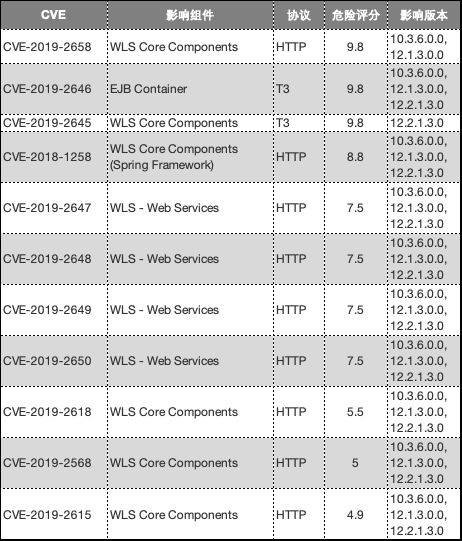 CVE 影响组件 协议 危险评分 影响版本
CVE-2019-2658 WLS Core Components HTTP 9.8 10.3.6.0.0,
12.1.3.0.0
CVE-2019-2646 EJB Container T3 9.8 10.3.6.0.0,
12.1.3.0.0,
12.2.1.3.0
CVE-2019-2645 WLS Core Components T3 9.8 12.2.1.3.0
CVE-2018-1258 WLS Core Components
(Spring Framework) HTTP 8.8 10.3.6.0.0,
12.1.3.0.0,
12.2.1.3.0
CVE-2019-2647 WLS - Web Services HTTP 7.5 10.3.6.0.0,
12.1.3.0.0,
12.2.1.3.0
CVE-2019-2648 WLS - Web Services HTTP 7.5 10.3.6.0.0,
12.1.3.0.0,
12.2.1.3.0
CVE-2019-2649 WLS - Web Services HTTP 7.5 10.3.6.0.0,
12.1.3.0.0,
12.2.1.3.0
CVE-2019-2650 WLS - Web Services HTTP 7.5 10.3.6.0.0,
12.1.3.0.0,
12.2.1.3.0
CVE-2019-2618 WLS Core Components HTTP 5.5 10.3.6.0.0,
12.1.3.0.0,
12.2.1.3.0
CVE-2019-2568 WLS Core Components HTTP 5 10.3.6.0.0,
12.1.3.0.0,
12.2.1.3.0
CVE-2019-2615 WLS Core Components HTTP 4.9 10.3.6.0.0,
12.1.3.0.0,
12.2.1.3.0